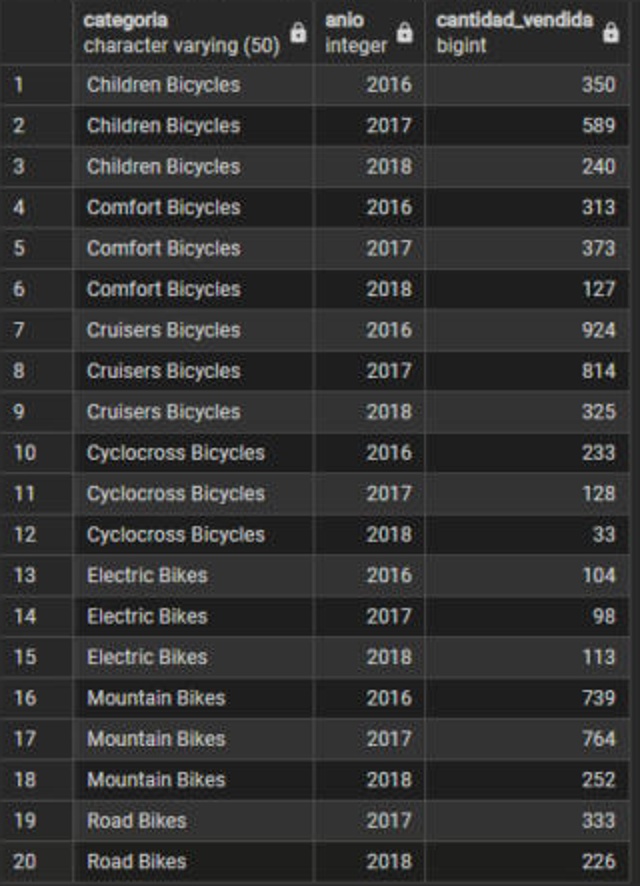 categoria anio cantidad_vendida
character varying (50) integer bigint
1 Children Bicycles 2016 350
2 Children Bicycles 2017 589
3 Children Bicycles 2018 240
4 Comfort Bicycles 2016 313
5 Comfort Bicycles 2017 373
6 Comfort Bicycles 2018 127
7 Cruisers Bicycles 2016 924
8 Cruisers Bicycles 2017 814
9 Cruisers Bicycles 2018 325
10 Cyclocross Bicycles 2016 233
11 Cyclocross Bicycles 2017 128
12 Cyclocross Bicycles 2018 33
13 Electric Bikes 2016 104
14 Electric Bikes 2017 98
15 Electric Bikes 2018 113
16 Mountain Bikes 2016 739
17 Mountain Bikes 2017 764
18 Mountain Bikes 2018 252
19 Road Bikes 2017 333
20 Road Bikes 2018 226